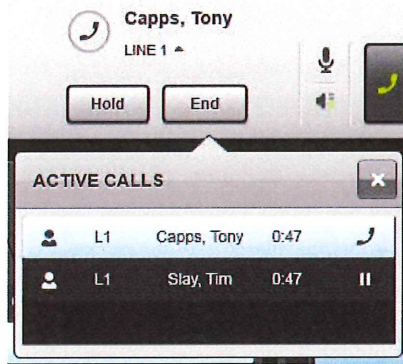 Capps, Tony
LINE 1
Hold End
ACTIVE CALLS
L1 Capps, Tony 0:47
L1 Slay, Tim 0:47